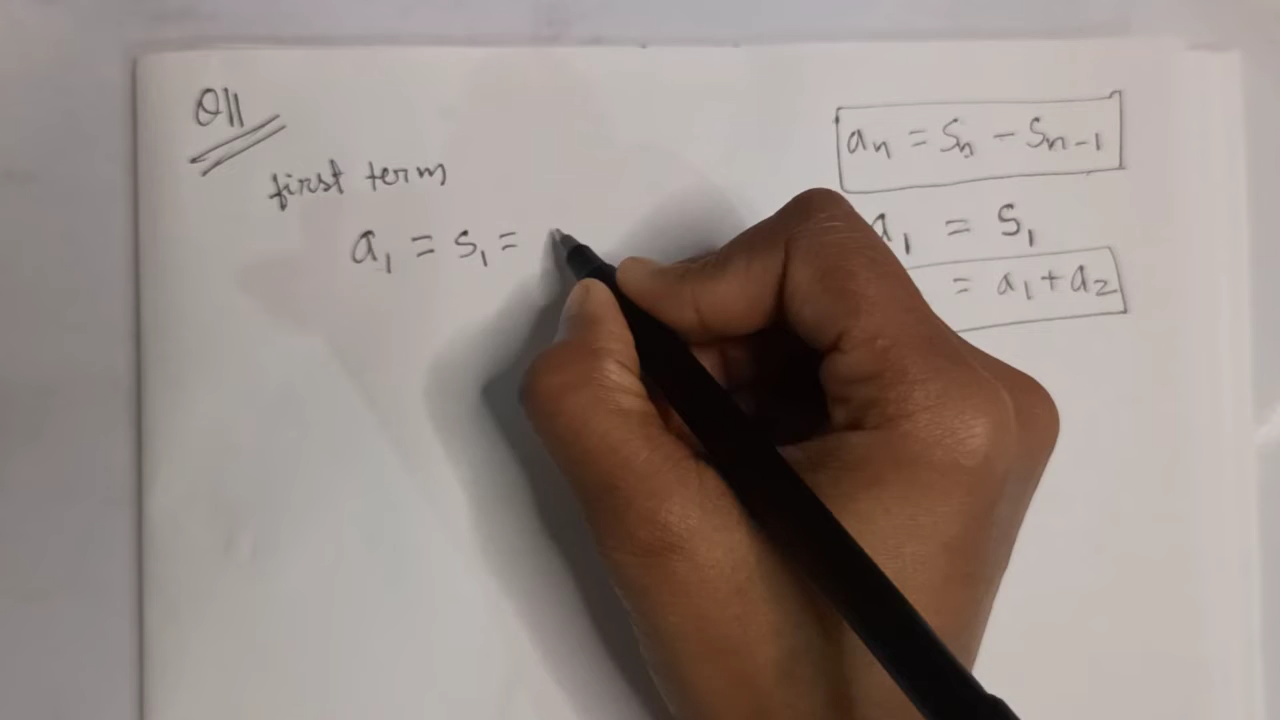 Q11
first term
a₁ = S₁ =
aₙ = Sₙ - Sₙ₋₁
a₁ = S₁
= a₁ + a₂